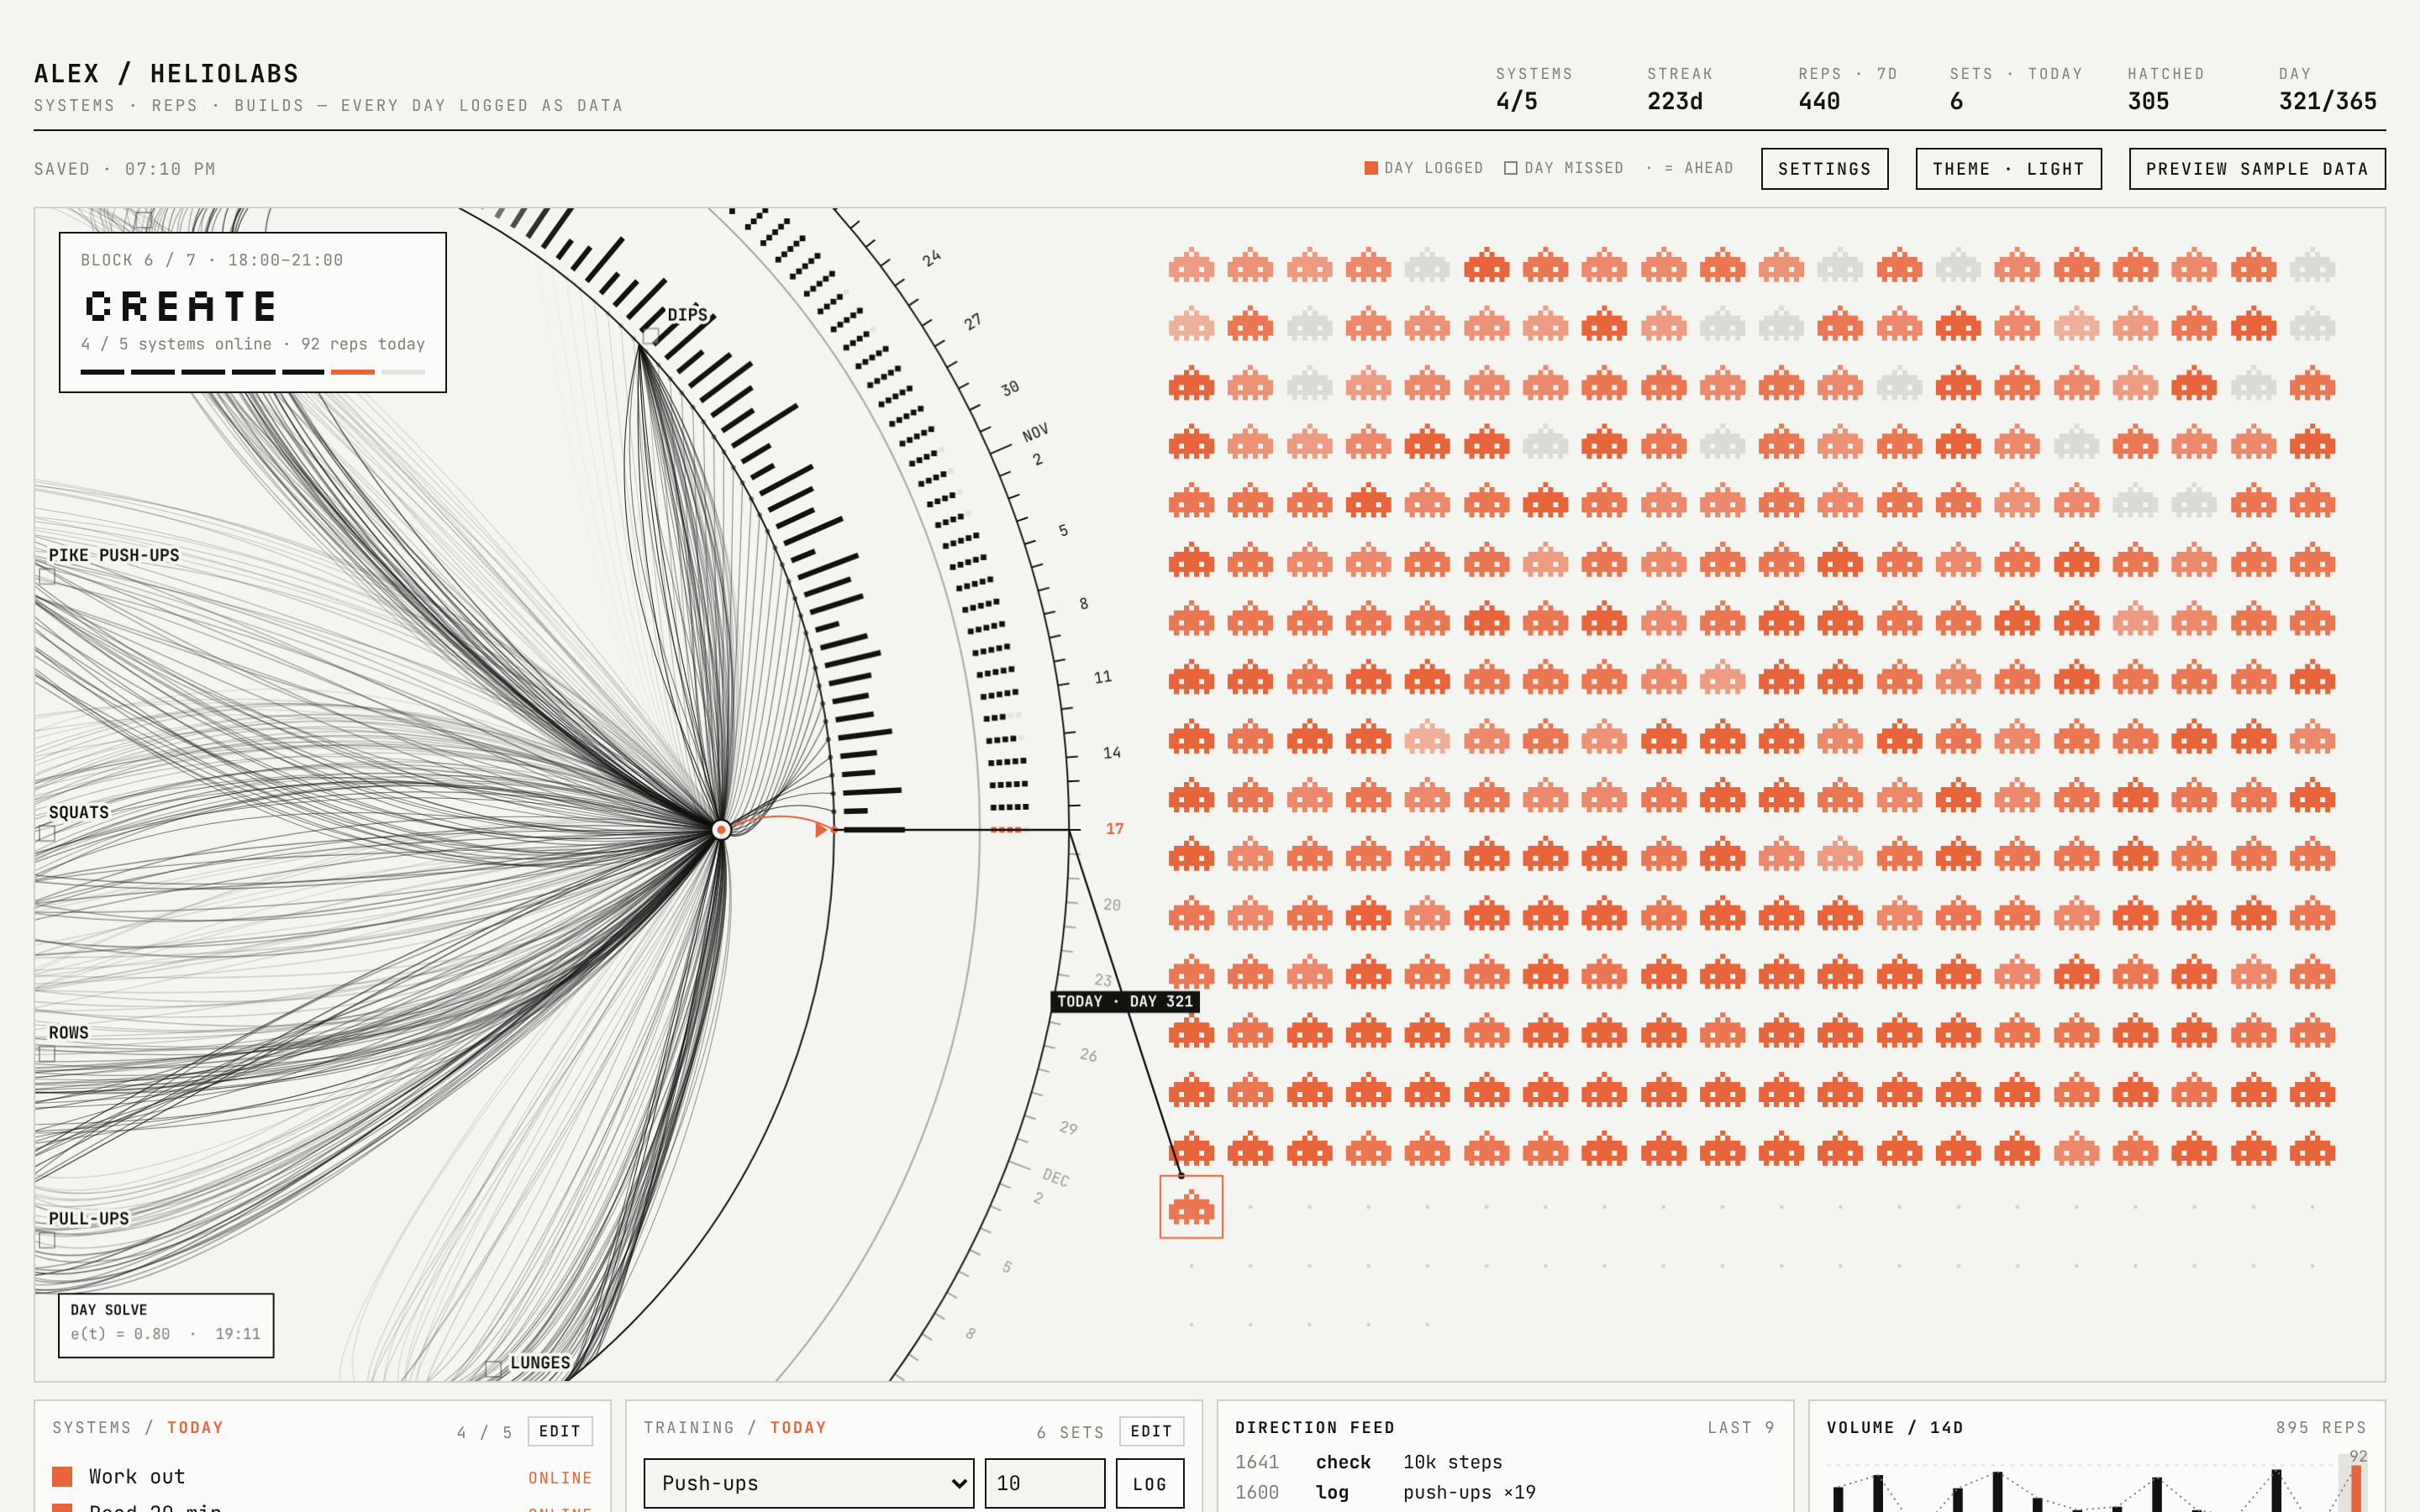 ALEX / HELIOLABS
SYSTEMS · REPS · BUILDS — EVERY DAY LOGGED AS DATA
SYSTEMS
4/5
STREAK
223d
REPS · 7D
440
SETS · TODAY
6
HATCHED
305
DAY
321/365
SAVED · 07:10 PM
DAY LOGGED
DAY MISSED
· = AHEAD
SETTINGS
THEME · LIGHT
PREVIEW SAMPLE DATA
BLOCK 6 / 7 · 18:00–21:00
CREATE
4 / 5 systems online · 92 reps today
DIPS
PIKE PUSH-UPS
SQUATS
ROWS
PULL-UPS
LUNGES
24
27
30
NOV
2
5
8
11
14
17
20
23
TODAY · DAY 321
26
29
DEC
2
5
8
DAY SOLVE
e(t) = 0.80 · 19:11
SYSTEMS / TODAY
4 / 5
EDIT
Work out
ONLINE
Read 20 min
ONLINE
TRAINING / TODAY
6 SETS
EDIT
Push-ups
10
LOG
DIRECTION FEED
LAST 9
1641 check 10k steps
1600 log push-ups ×19
VOLUME / 14D
895 REPS
92